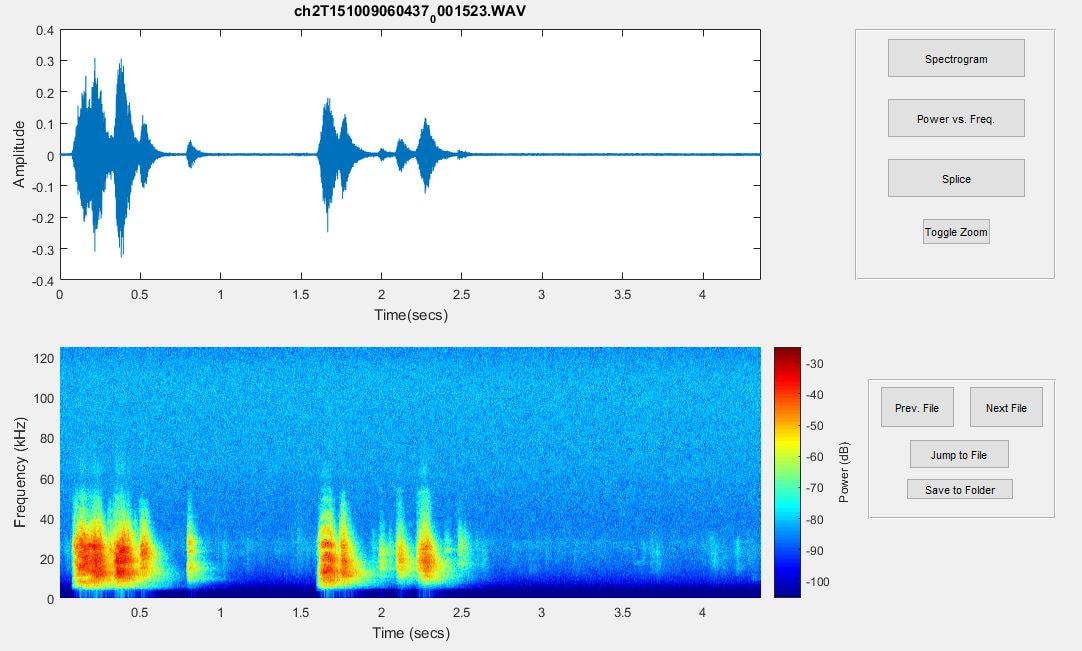 ch2T151009060437₀001523.WAV
0.4
0.3
0.2
0.1
0
-0.1
-0.2
-0.3
-0.4
Amplitude
0 0.5 1 1.5 2 2.5 3 3.5 4
Time(secs)
Spectrogram
Power vs. Freq.
Splice
Toggle Zoom
120
100
80
60
40
20
0
Frequency (kHz)
0.5 1 1.5 2 2.5 3 3.5 4
Time (secs)
-30
-40
-50
-60
-70
-80
-90
-100
Power (dB)
Prev. File Next File
Jump to File
Save to Folder